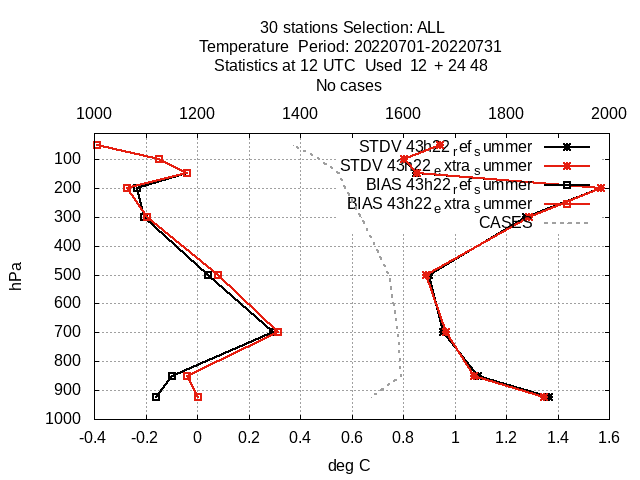 30 stations Selection: ALL
Temperature  Period: 20220701-20220731
Statistics at 12 UTC  Used  12  + 24 48
No cases
1000 1200 1400 1600 1800 2000
STDV 43h22_ref_summer
STDV 43h22_extra_summer
BIAS 43h22_ref_summer
BIAS 43h22_extra_summer
CASES
hPa
100
200
300
400
500
600
700
800
900
1000
-0.4 -0.2 0 0.2 0.4 0.6 0.8 1 1.2 1.4 1.6
deg C